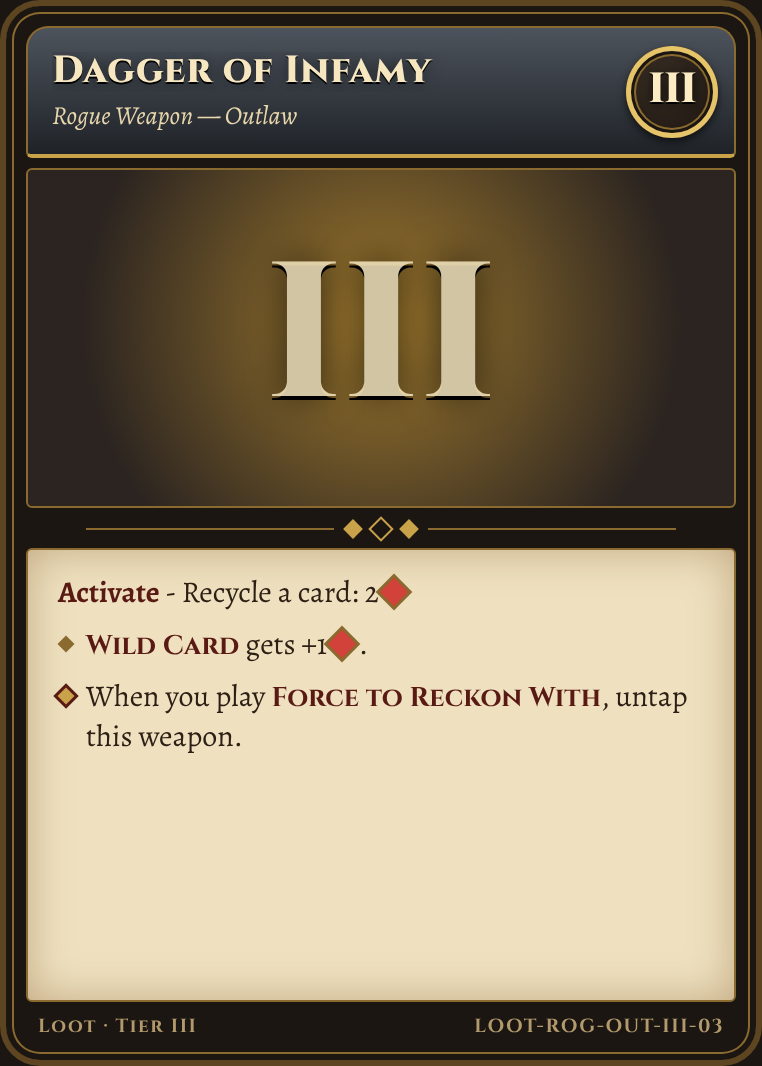 Dagger of Infamy
Rogue Weapon — Outlaw
III
III
Activate - Recycle a card: 2
Wild Card gets +1.
When you play Force to Reckon With, untap
this weapon.
Loot · Tier III
LOOT-ROG-OUT-III-03